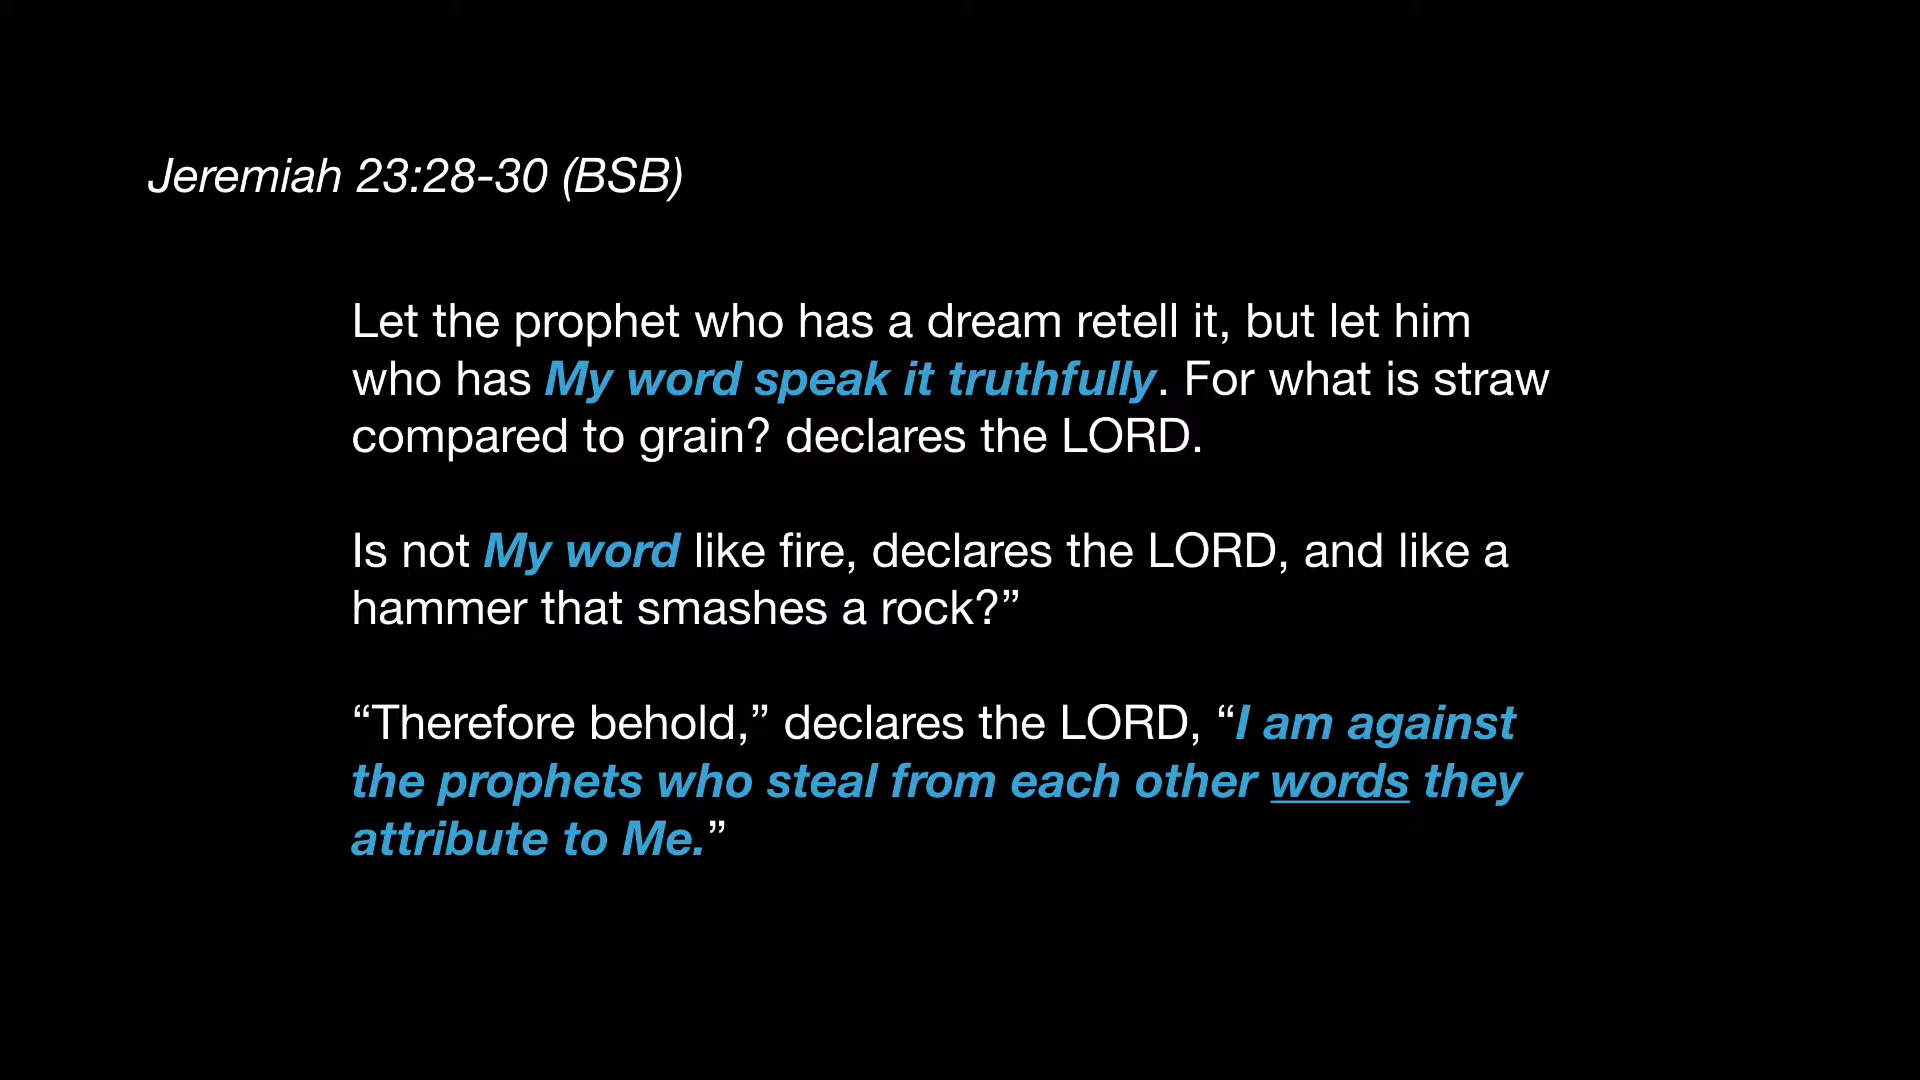 Jeremiah 23:28-30 (BSB)
Let the prophet who has a dream retell it, but let him
who has My word speak it truthfully. For what is straw
compared to grain? declares the LORD.
Is not My word like fire, declares the LORD, and like a
hammer that smashes a rock?”
“Therefore behold,” declares the LORD, “I am against
the prophets who steal from each other words they
attribute to Me.”